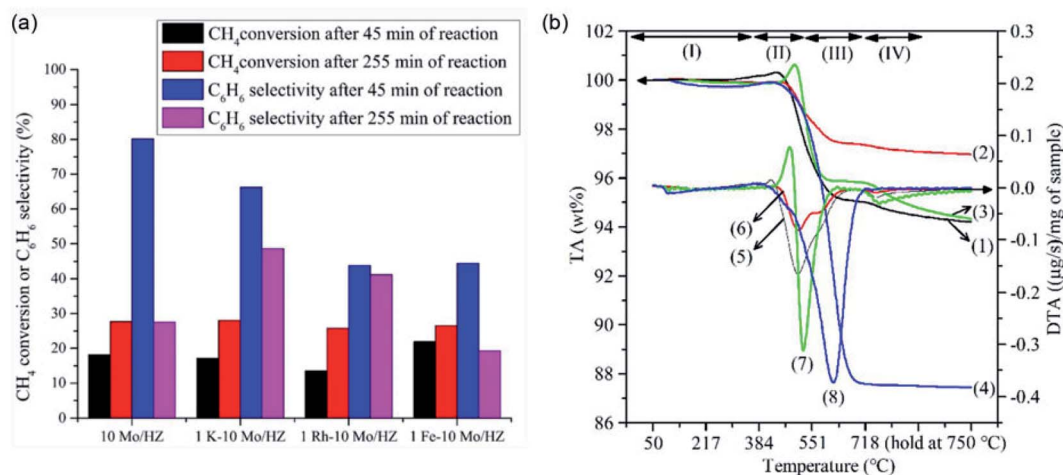 (a)
CH4 conversion after 45 min of reaction
CH4 conversion after 255 min of reaction
C6H6 selectivity after 45 min of reaction
C6H6 selectivity after 255 min of reaction
CH4 conversion or C6H6 selectivity (%)
100
90
80
70
60
50
40
30
20
10
0
10 Mo/HZ 1 K-10 Mo/HZ 1 Rh-10 Mo/HZ 1 Fe-10 Mo/HZ
(b)
(I) (II) (III) (IV)
TA (wt%)
102
100
98
96
94
92
90
88
86
DTA ((μg/s)/mg of sample)
0.3
0.2
0.1
0.0
-0.1
-0.2
-0.3
-0.4
(2)
(3)
(1)
(6)
(5)
(7)
(8)
(4)
50 217 384 551 718 (hold at 750 °C)
Temperature (°C)